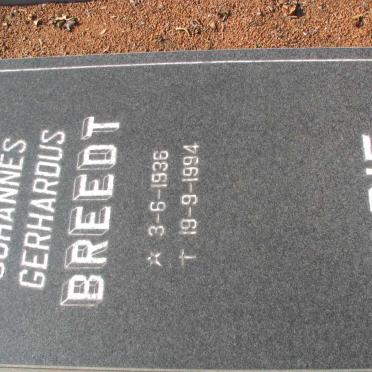 JOHANNES
GERHARDUS
BREEDT
☆ 3-6-1936
† 19-9-1994